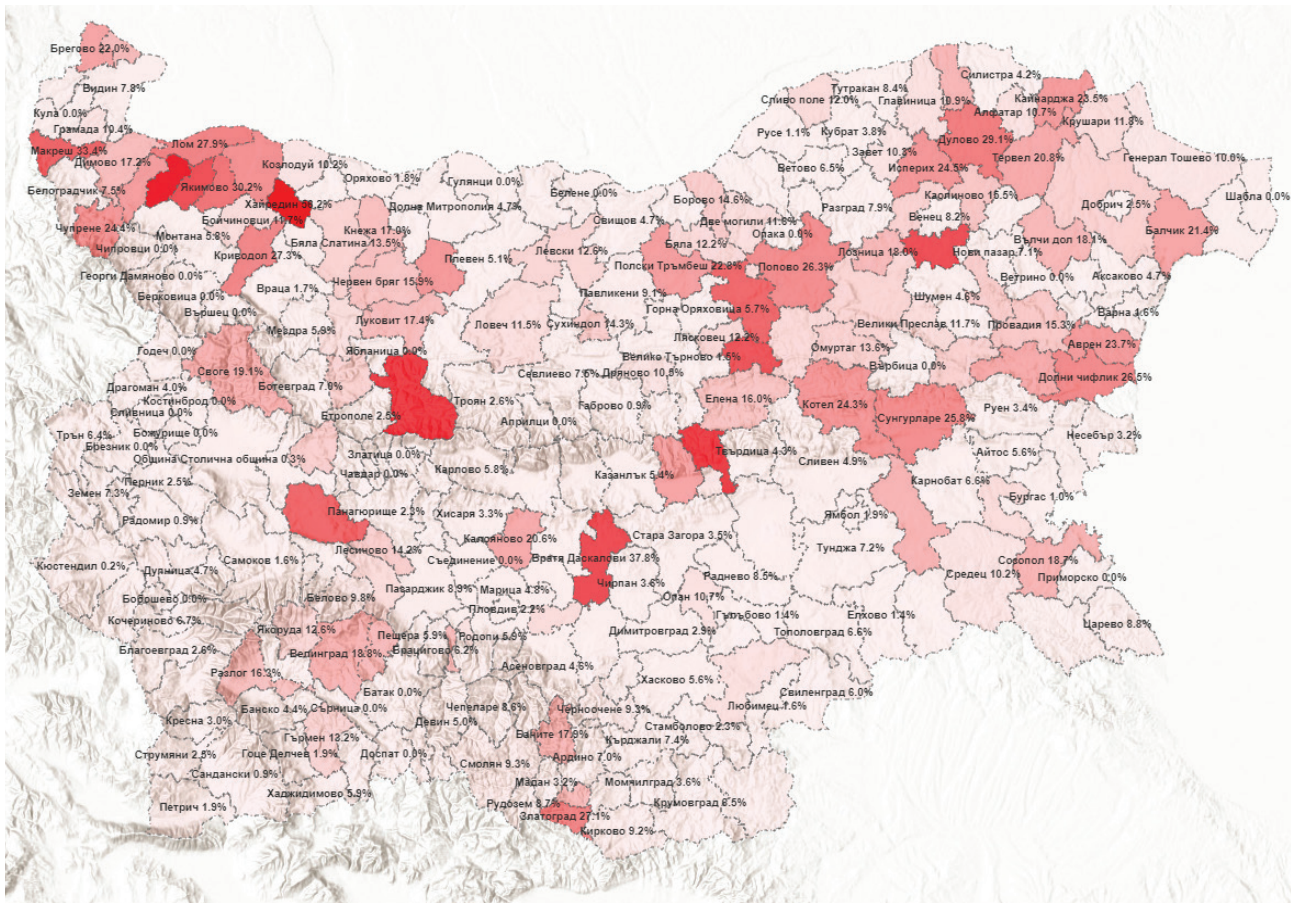 Брегово 22.0%
Видин 7.8%
Кула 0.0%
Грамада 10.4%
Макреш 33.4%
Димово 17.2%
Лом 27.9%
Якимово 30.2%
Козлодуй 10.2%
Оряхово 1.8%
Гулянци 0.0%
Белене 0.0%
Белоградчик 7.5%
Хайредин 56.2%
Бойчиновци 11.7%
Долна Митрополия 4.7%
Свищов 4.7%
Чупрене 24.4%
Монтана 5.8%
Чипровци 0.0%
Криводол 27.3%
Бяла Слатина 13.5%
Кнежа 17.0%
Плевен 5.1%
Левски 12.6%
Георги Дамяново 0.0%
Берковица 0.0%
Вършец 0.0%
Враца 1.7%
Червен бряг 15.9%
Павликени 9.1%
Полски Тръмбеш 22.8%
Мездра 5.9%
Луковит 17.4%
Ловеч 11.5%
Сухиндол 14.3%
Годеч 0.0%
Своге 19.1%
Ябланица 0.0%
Ботевград 7.0%
Драгоман 4.0%
Костинброд 0.0%
Сливница 0.0%
Божурище 0.0%
Трън 6.4%
Брезник 0.0%
Етрополе 2.5%
Троян 2.6%
Априлци 0.0%
Севлиево 7.6%
Дряново 10.8%
Габрово 0.9%
Велико Търново 1.5%
Лясковец 12.2%
Горна Оряховица 5.7%
Попово 26.3%
Опака 0.0%
Бяла 12.2%
Две могили 11.6%
Борово 14.6%
Русе 1.1%
Сливо поле 12.0%
Тутракан 8.4%
Главиница 10.9%
Силистра 4.2%
Кайнарджа 23.5%
Алфатар 10.7%
Крушари 11.8%
Кубрат 3.8%
Завет 10.3%
Дулово 29.1%
Ветово 6.5%
Исперих 24.5%
Тервел 20.8%
Генерал Тошево 10.0%
Шабла 0.0%
Разград 7.9%
Каолиново 15.5%
Венец 8.2%
Добрич 2.5%
Балчик 21.4%
Лозница 18.0%
Нови пазар 7.1%
Вълчи дол 18.1%
Ветрино 0.0%
Аксаково 4.7%
Шумен 4.6%
Варна 1.6%
Велики Преслав 11.7%
Провадия 15.3%
Аврен 23.7%
Омуртаг 13.6%
Върбица 0.0%
Долни чифлик 26.5%
Елена 16.0%
Котел 24.3%
Сунгурларе 25.8%
Руен 3.4%
Несебър 3.2%
Айтос 5.6%
Твърдица 4.3%
Сливен 4.9%
Карнобат 6.6%
Бургас 1.0%
Ямбол 1.9%
Тунджа 7.2%
Созопол 18.7%
Приморско 0.0%
Средец 10.2%
Царево 8.8%
Община Столична община 0.3%
Златица 0.0%
Чавдар 0.0%
Карлово 5.8%
Казанлък 5.4%
Перник 2.5%
Земен 7.3%
Радомир 0.9%
Панагюрище 2.3%
Хисаря 3.3%
Калояново 20.6%
Стара Загора 3.5%
Лесичово 14.2%
Съединение 0.0%
Братя Даскалови 37.8%
Кюстендил 0.2%
Дупница 4.7%
Самоков 1.6%
Белово 9.8%
Пазарджик 8.9%
Марица 4.8%
Чирпан 3.6%
Раднево 8.5%
Опан 10.7%
Бобошево 0.0%
Пловдив 2.2%
Гълъбово 1.4%
Елхово 1.4%
Кочериново 6.7%
Якоруда 12.6%
Пещера 5.9%
Родопи 5.9%
Димитровград 2.9%
Тополовград 6.6%
Благоевград 2.6%
Велинград 18.8%
Брацигово 6.2%
Асеновград 4.6%
Разлог 16.3%
Батак 0.0%
Хасково 5.6%
Свиленград 6.0%
Банско 4.4%
Сърница 0.0%
Чепеларе 8.6%
Черноочене 9.3%
Любимец 1.6%
Кресна 3.0%
Девин 5.0%
Стамболово 2.3%
Гърмен 13.2%
Баните 17.9%
Кърджали 7.4%
Струмяни 2.5%
Гоце Делчев 1.9%
Доспат 0.0%
Смолян 9.3%
Ардино 7.0%
Сандански 0.9%
Мадан 3.2%
Момчилград 3.6%
Петрич 1.9%
Хаджидимово 5.9%
Рудозем 8.7%
Крумовград 6.5%
Златоград 27.1%
Кирково 9.2%